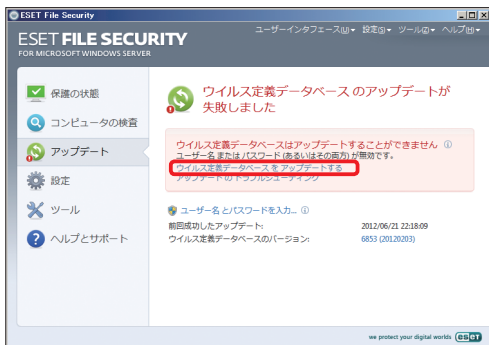 ESET File Security
ESET FILE SECURITY
FOR MICROSOFT WINDOWS SERVER
ユーザーインタフェース(U)▾ 設定(S)▾ ツール(Z)▾ ヘルプ(H)▾
保護の状態
コンピュータの検査
アップデート
設定
ツール
ヘルプとサポート
ウイルス定義データベース のアップデートが
失敗しました
ウイルス定義データベースはアップデートすることができません
ユーザー名 または パスワード (あるいはその両方) が無効です。
ウイルス定義データベース を アップデートする
アップデート の トラブルシューティング
ユーザー名 とパスワードを入力...
前回成功したアップデート: 2012/06/21 22:18:09
ウイルス定義データベースのバージョン: 6853 (20120203)
we protect your digital worlds eset